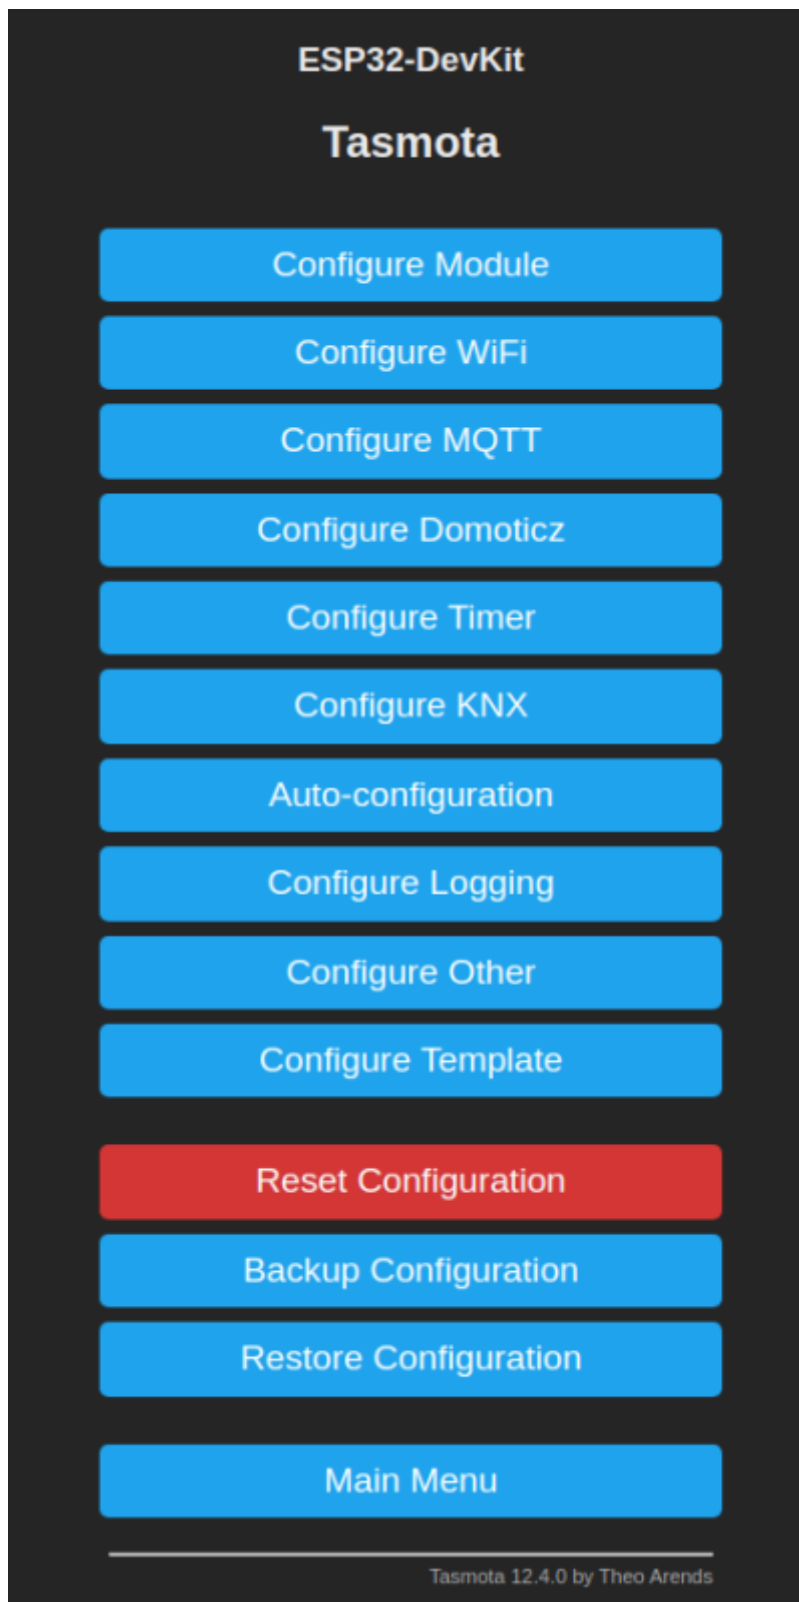 ESP32-DevKit
Tasmota
Configure Module
Configure WiFi
Configure MQTT
Configure Domoticz
Configure Timer
Configure KNX
Auto-configuration
Configure Logging
Configure Other
Configure Template
Reset Configuration
Backup Configuration
Restore Configuration
Main Menu
Tasmota 12.4.0 by Theo Arends